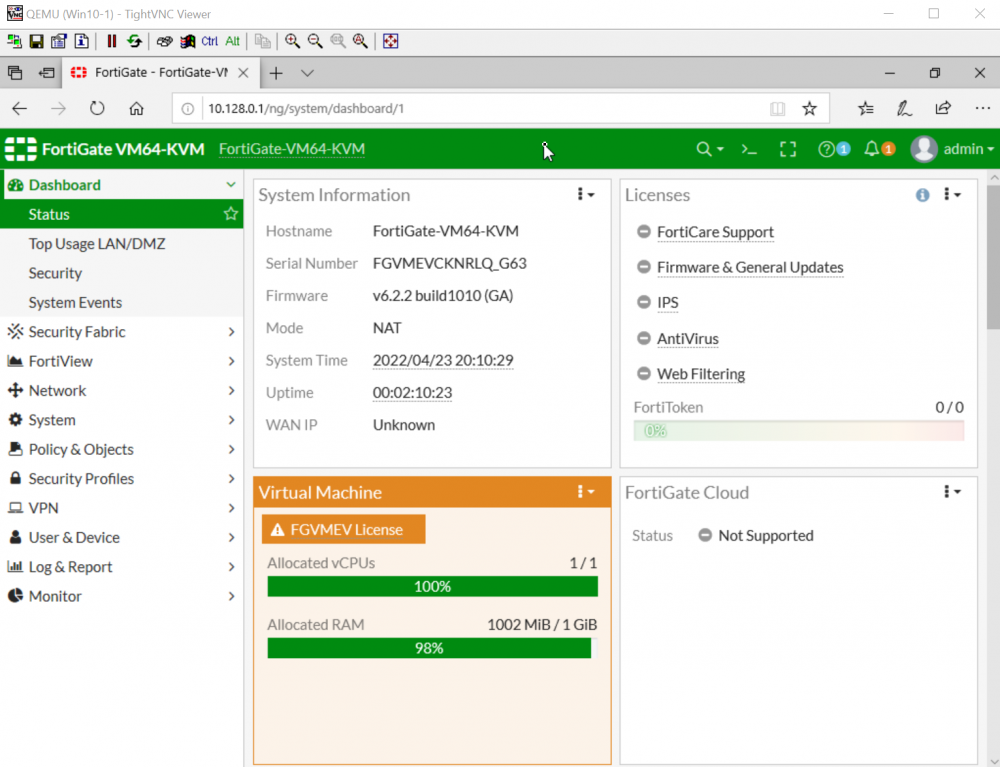 QEMU (Win10-1) - TightVNC Viewer
Ctrl Alt
FortiGate - FortiGate-VM
10.128.0.1/ng/system/dashboard/1
FortiGate VM64-KVM FortiGate-VM64-KVM 1 1 admin
Dashboard
Status
Top Usage LAN/DMZ
Security
System Events
Security Fabric
FortiView
Network
System
Policy & Objects
Security Profiles
VPN
User & Device
Log & Report
Monitor
System Information
Hostname FortiGate-VM64-KVM
Serial Number FGVMEVCKNRLQ_G63
Firmware v6.2.2 build1010 (GA)
Mode NAT
System Time 2022/04/23 20:10:29
Uptime 00:02:10:23
WAN IP Unknown
Licenses
FortiCare Support
Firmware & General Updates
IPS
AntiVirus
Web Filtering
FortiToken 0 / 0
0%
Virtual Machine
FGVMEV License
Allocated vCPUs 1 / 1
100%
Allocated RAM 1002 MiB / 1 GiB
98%
FortiGate Cloud
Status Not Supported